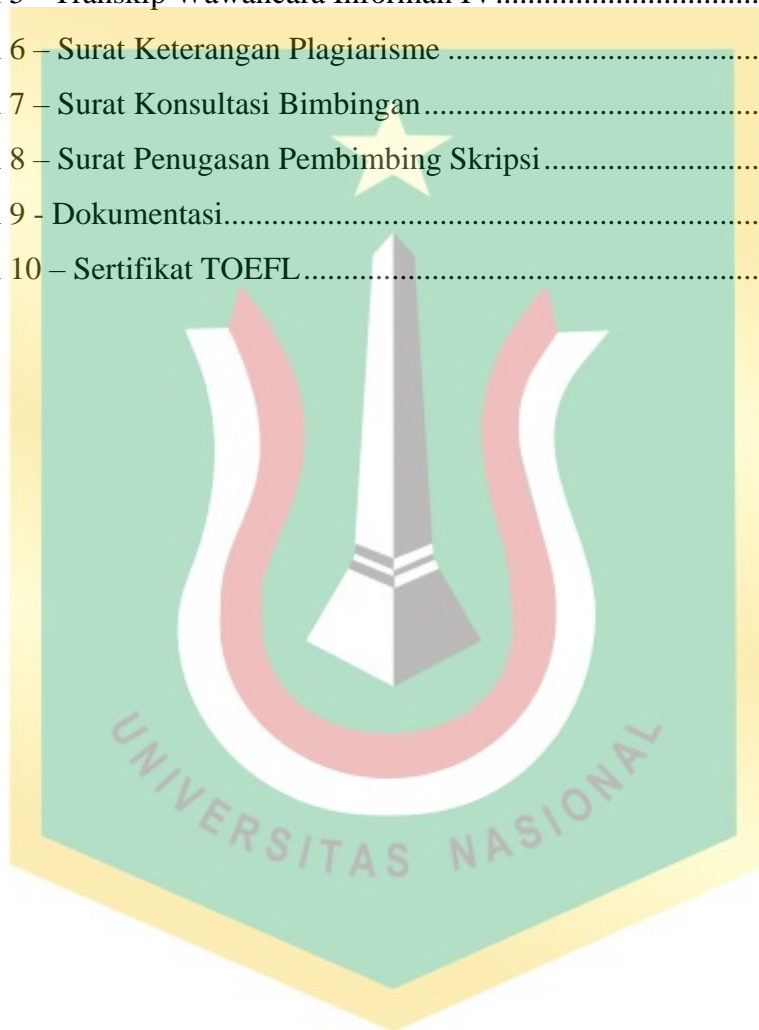 6 – Surat Keterangan Plagiarisme ......................................
7 – Surat Konsultasi Bimbingan.........................................
8 – Surat Penugasan Pembimbing Skripsi..........................
9 - Dokumentasi..................................................................
10 – Sertifikat TOEFL........................................................
UNIVERSITAS NASIONAL